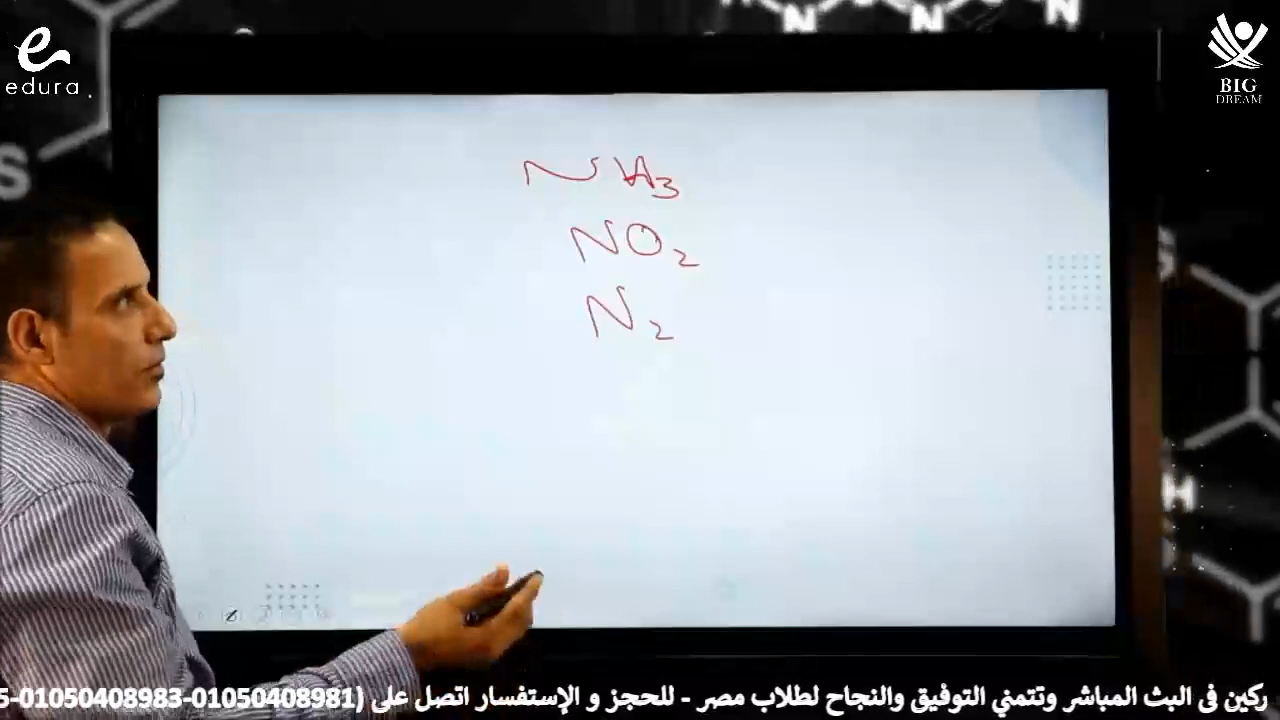 edura
BIG
DREAM
N
N
N
S
S
H
NH3
NO2
N2
ركين فى البث المباشر وتتمني التوفيق والنجاح لطلاب مصر - للحجز و الإستفسار اتصل على (01050408981-01050408983-5